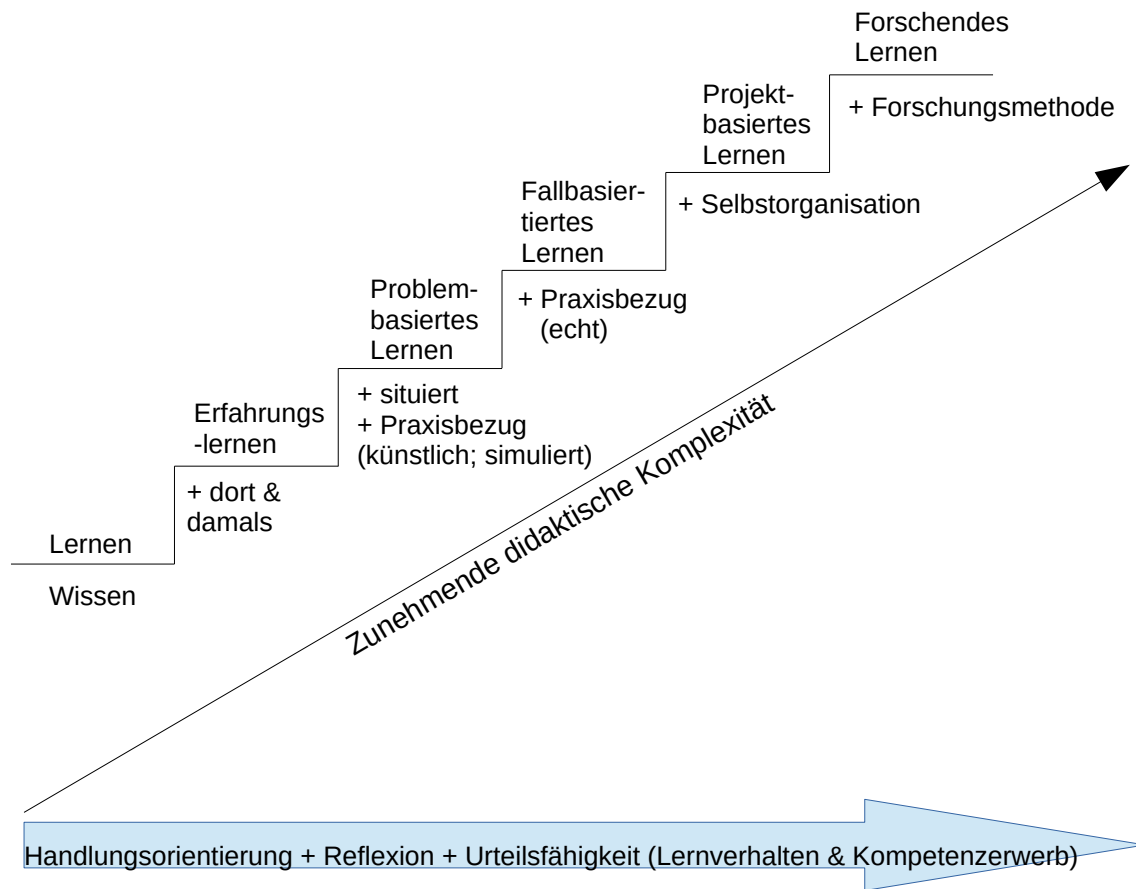 Forschendes
Lernen
+ Forschungsmethode
Projekt-
basiertes
Lernen
+ Selbstorganisation
Fallbasier-
tiertes
Lernen
+ Praxisbezug
(echt)
Problem-
basiertes
Lernen
+ situiert
+ Praxisbezug
(künstlich; simuliert)
Erfahrungs
-lernen
+ dort &
damals
Lernen
Wissen
Zunehmende didaktische Komplexität
Handlungsorientierung + Reflexion + Urteilsfähigkeit (Lernverhalten & Kompetenzerwerb)